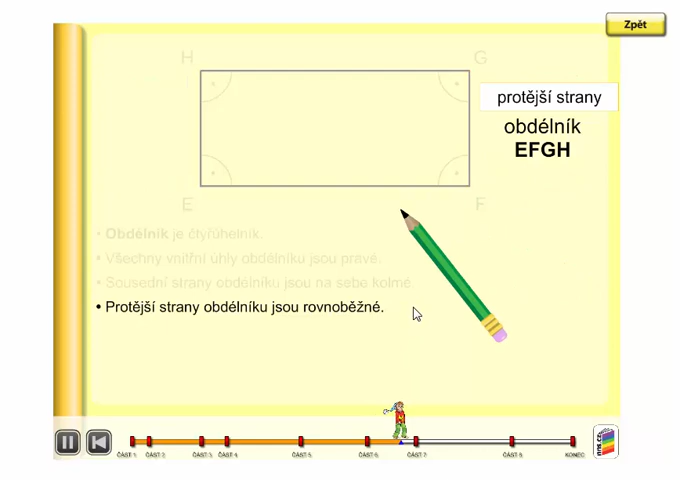 Zpět
H
G
protější strany
obdélník
EFGH
E
F
• Obdélník je čtyřúhelník.
• Všechny vnitřní úhly obdélníku jsou pravé.
• Sousední strany obdélníku jsou na sebe kolmé.
• Protější strany obdélníku jsou rovnoběžné.
ČÁST 1 ČÁST 2 ČÁST 3 ČÁST 4 ČÁST 5 ČÁST 6 ČÁST 7 ČÁST 8 KONEC